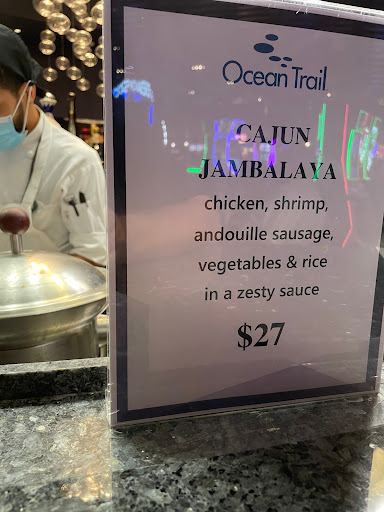 Ocean Trail
CAJUN
JAMBALAYA
chicken, shrimp,
andouille sausage,
vegetables & rice
in a zesty sauce
$27